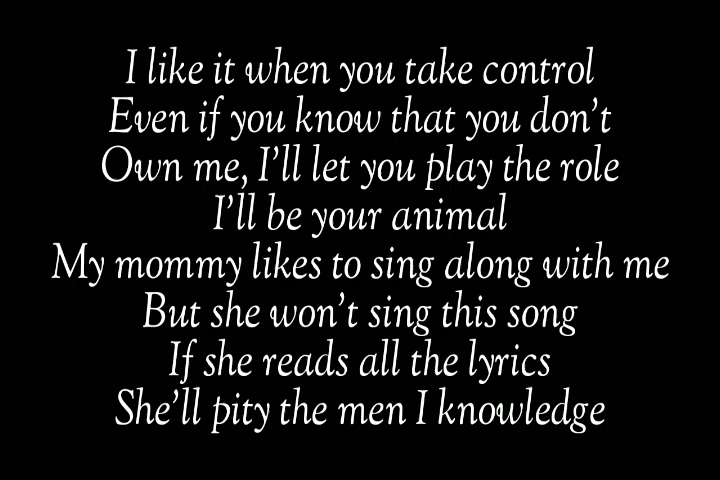 I like it when you take control
Even if you know that you don't
Own me, I'll let you play the role
I'll be your animal
My mommy likes to sing along with me
But she won't sing this song
If she reads all the lyrics
She'll pity the men I knowledge